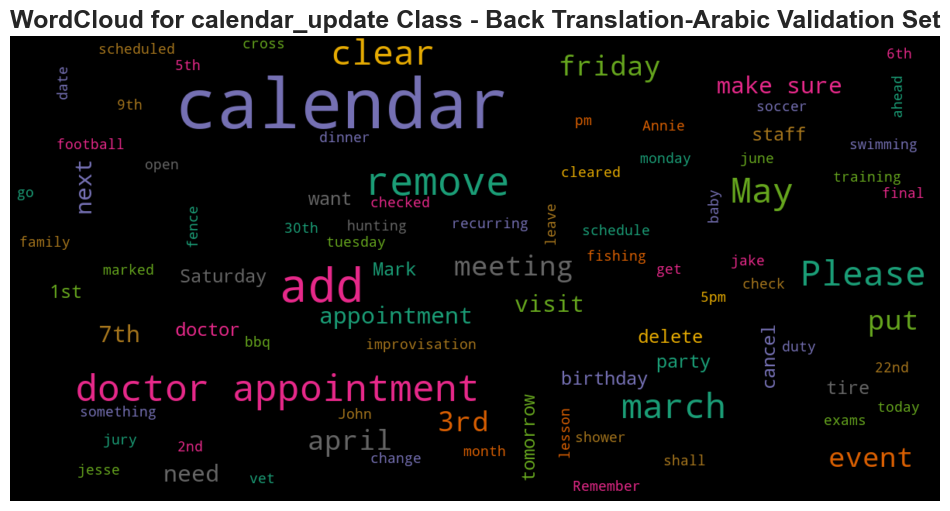 WordCloud for calendar_update Class - Back Translation-Arabic Validation Set
scheduled
cross
clear
friday
6th
date
5th
calendar
make sure
ahead
9th
soccer
football
dinner
pm
Annie
staff
swimming
open
monday
june
next
remove
cleared
training
go
want
checked
May
final
baby
fence
30th
hunting
recurring
leave
schedule
family
tuesday
marked
Saturday
add
Mark
meeting
fishing
get
jake
Please
1st
visit
5pm
check
7th
doctor
appointment
put
bbq
improvisation
delete
cancel
duty
party
doctor appointment
birthday
22nd
tire
something
John
3rd
march
today
jury
2nd
april
tomorrow
lesson
shower
exams
change
month
event
jesse
need
vet
shall
Remember